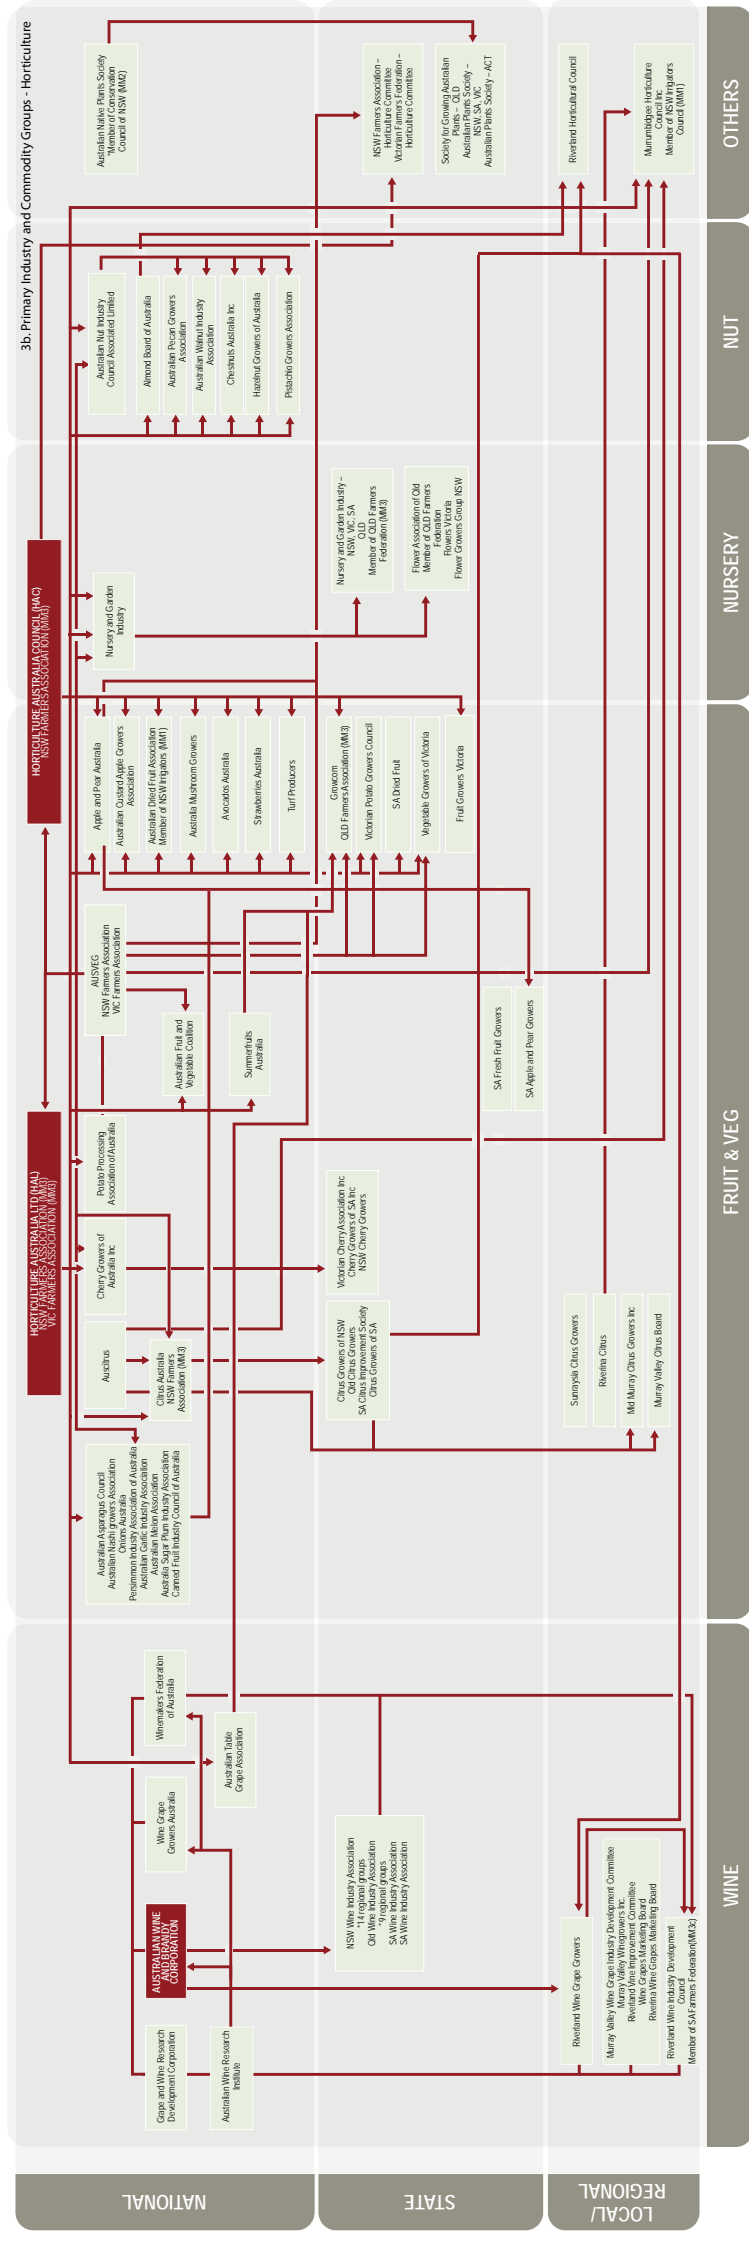 3b. Primary Industry and Commodity Groups - Horticulture
WINE
FRUIT & VEG
NURSERY
NUT
OTHERS
NATIONAL
STATE
LOCAL/
REGIONAL
HORTICULTURE AUSTRALIA LTD (HAL)
NSW FARMERS ASSOCIATION (MM3)
VIC FARMERS ASSOCIATION (MM3)
HORTICULTURE AUSTRALIA COUNCIL (HAC)
NSW FARMERS ASSOCIATION (MM3)
Grape and Wine Research
Development Corporation
Australian Wine Research
Institute
AUSTRALIAN WINE
AND BRANDY
CORPORATION
Wine Grape
Growers Australia
Winemakers Federation
of Australia
Australian Table
Grape Association
NSW Wine Industry Association
*14 regional groups
Qld Wine Industry Association
*9 regional groups
SA Wine Industry Association
SA Wine Industry Association
Riverland Wine Grape Growers
Murray Valley Wine Grape Industry Development Committee
Murray Valley Winegrowers Inc.
Riverland Vine Improvement Committee
Wine Grapes Marketing Board
Riverina Wine Grapes Marketing Board
Riverland Wine Industry Development
Council
Member of SA Farmers Federation(MM3c)
Australian Asparagus Council
Australian Nashi growers Association
Onions Australia
Persimmon Industry Association of Australia
Australian Garlic Industry Association
Australian Melon Association
Australia Sugar Plum Industry Association
Canned Fruit Industry Council of Australia
Auscitrus
Citrus Australia
NSW Farmers
Association (MM3)
Cherry Growers of
Australia Inc
Potato Processing
Association of Australia
AUSVEG
NSW Farmers Association
VIC Farmers Association
Australian Fruit and
Vegetable Coalition
Summerfruits
Australia
Apple and Pear Australia
Australian Custard Apple Growers
Association
Australian Dried Fruit Association
Member of NSW Irrigators (MM1)
Australia Mushroom Growers
Avocados Australia
Strawberries Australia
Turf Producers
Growcom
QLD Farmers Association (MM3)
Victorian Potato Growers Council
SA Dried Fruit
Vegetable Growers of Victoria
Fruit Growers Victoria
Citrus Growers of NSW
Qld Citrus Growers
SA Citrus Improvement Society
Citrus Growers of SA
Victorian Cherry Association Inc
Cherry Growers of SA Inc
NSW Cherry Growers
SA Fresh Fruit Growers
SA Apple and Pear Growers
Sunraysia Citrus Growers
Riverina Citrus
Mid Murray Citrus Growers Inc
Murray Valley Citrus Board
Nursery and Garden
Industry
Nursery and Garden Industry –
NSW, VIC, SA
QLD
Member of QLD Farmers
Federation (MM3)
Flower Association of Qld
Member of QLD Farmers
Federation
Flowers Victoria
Flower Growers Group NSW
Australian Nut Industry
Council Associated Limited
Almond Board of Australia
Australian Pecan Growers
Association
Australian Walnut Industry
Association
Chestnuts Australia Inc
Hazelnut Growers of Australia
Pistachio Growers Association
Australian Native Plants Society
*Member of Conservation
Council of NSW (MM2)
NSW Farmers Association –
Horticulture Committee
Victorian Farmers Federation –
Horticulture Committee
Society for Growing Australian
Plants – QLD
Australian Plants Society –
NSW, SA, VIC
Australian Plants Society – ACT
Riverland Horticultural Council
Murrumbidgee Horticulture
Council Inc
Member of NSW Irrigators
Council (MM1)